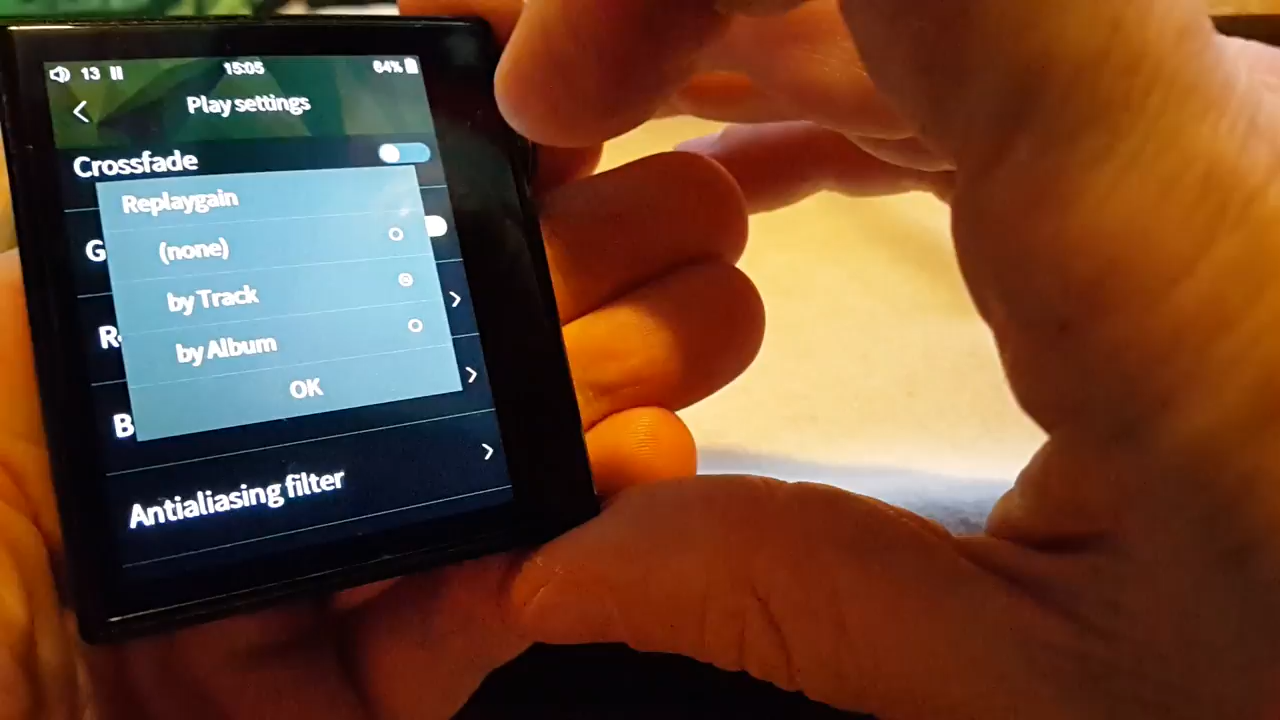 13 15:05 64%
Play settings
Crossfade
Replaygain
G
(none)
by Track
R
by Album
B
OK
Antialiasing filter